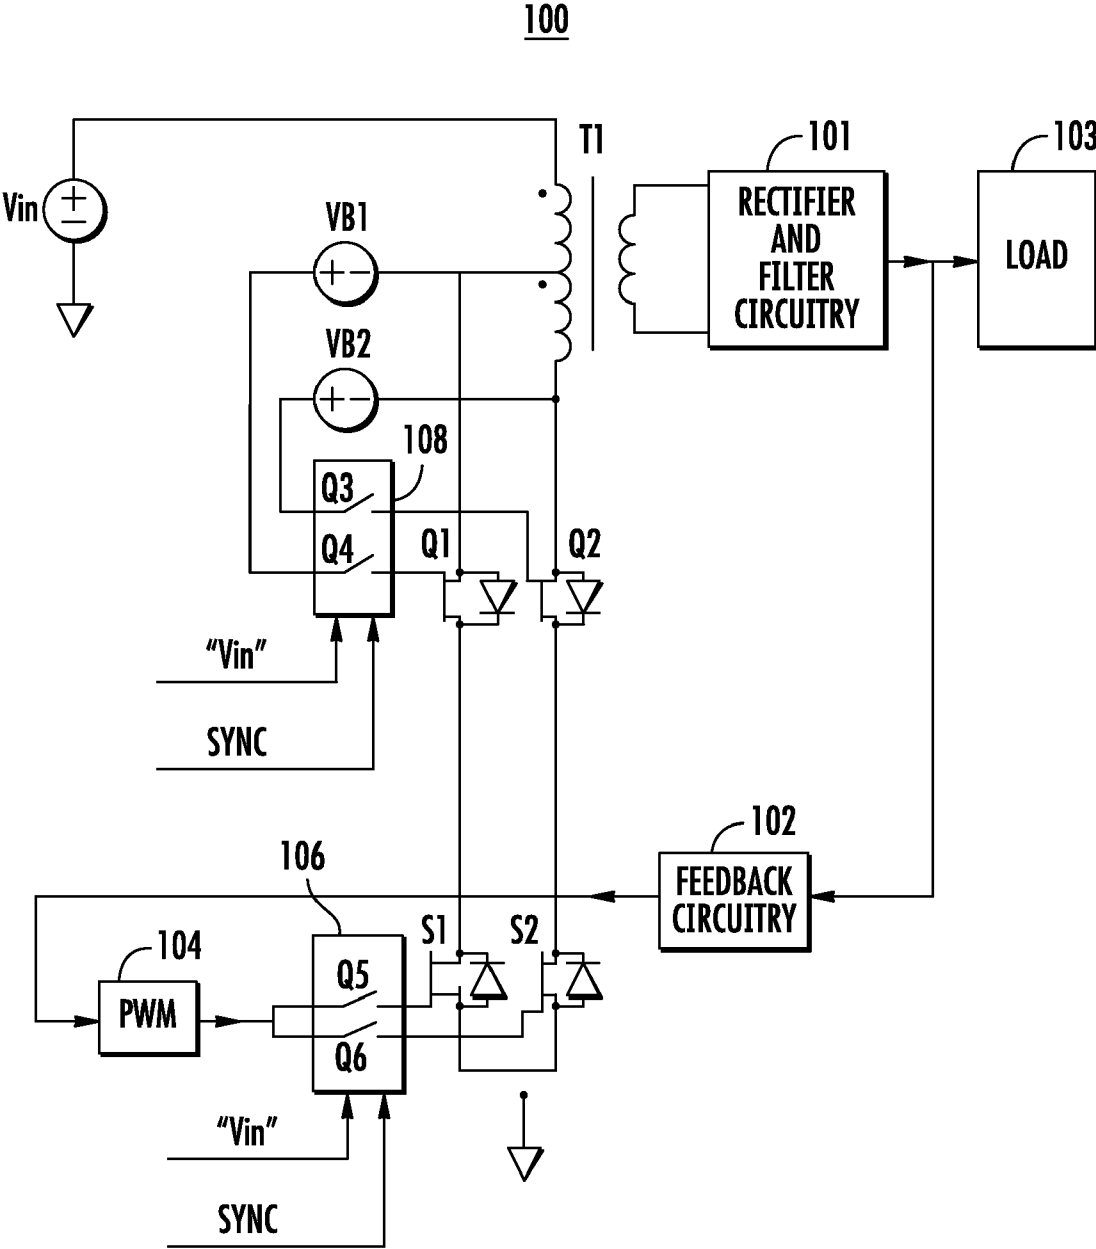 100
T1
101
103
Vin
+
−
VB1
+ −
RECTIFIER
AND
FILTER
CIRCUITRY
LOAD
VB2
+ −
108
Q3
Q4
Q1
Q2
“Vin”
SYNC
102
FEEDBACK
CIRCUITRY
106
104
S1
S2
PWM
Q5
Q6
“Vin”
SYNC